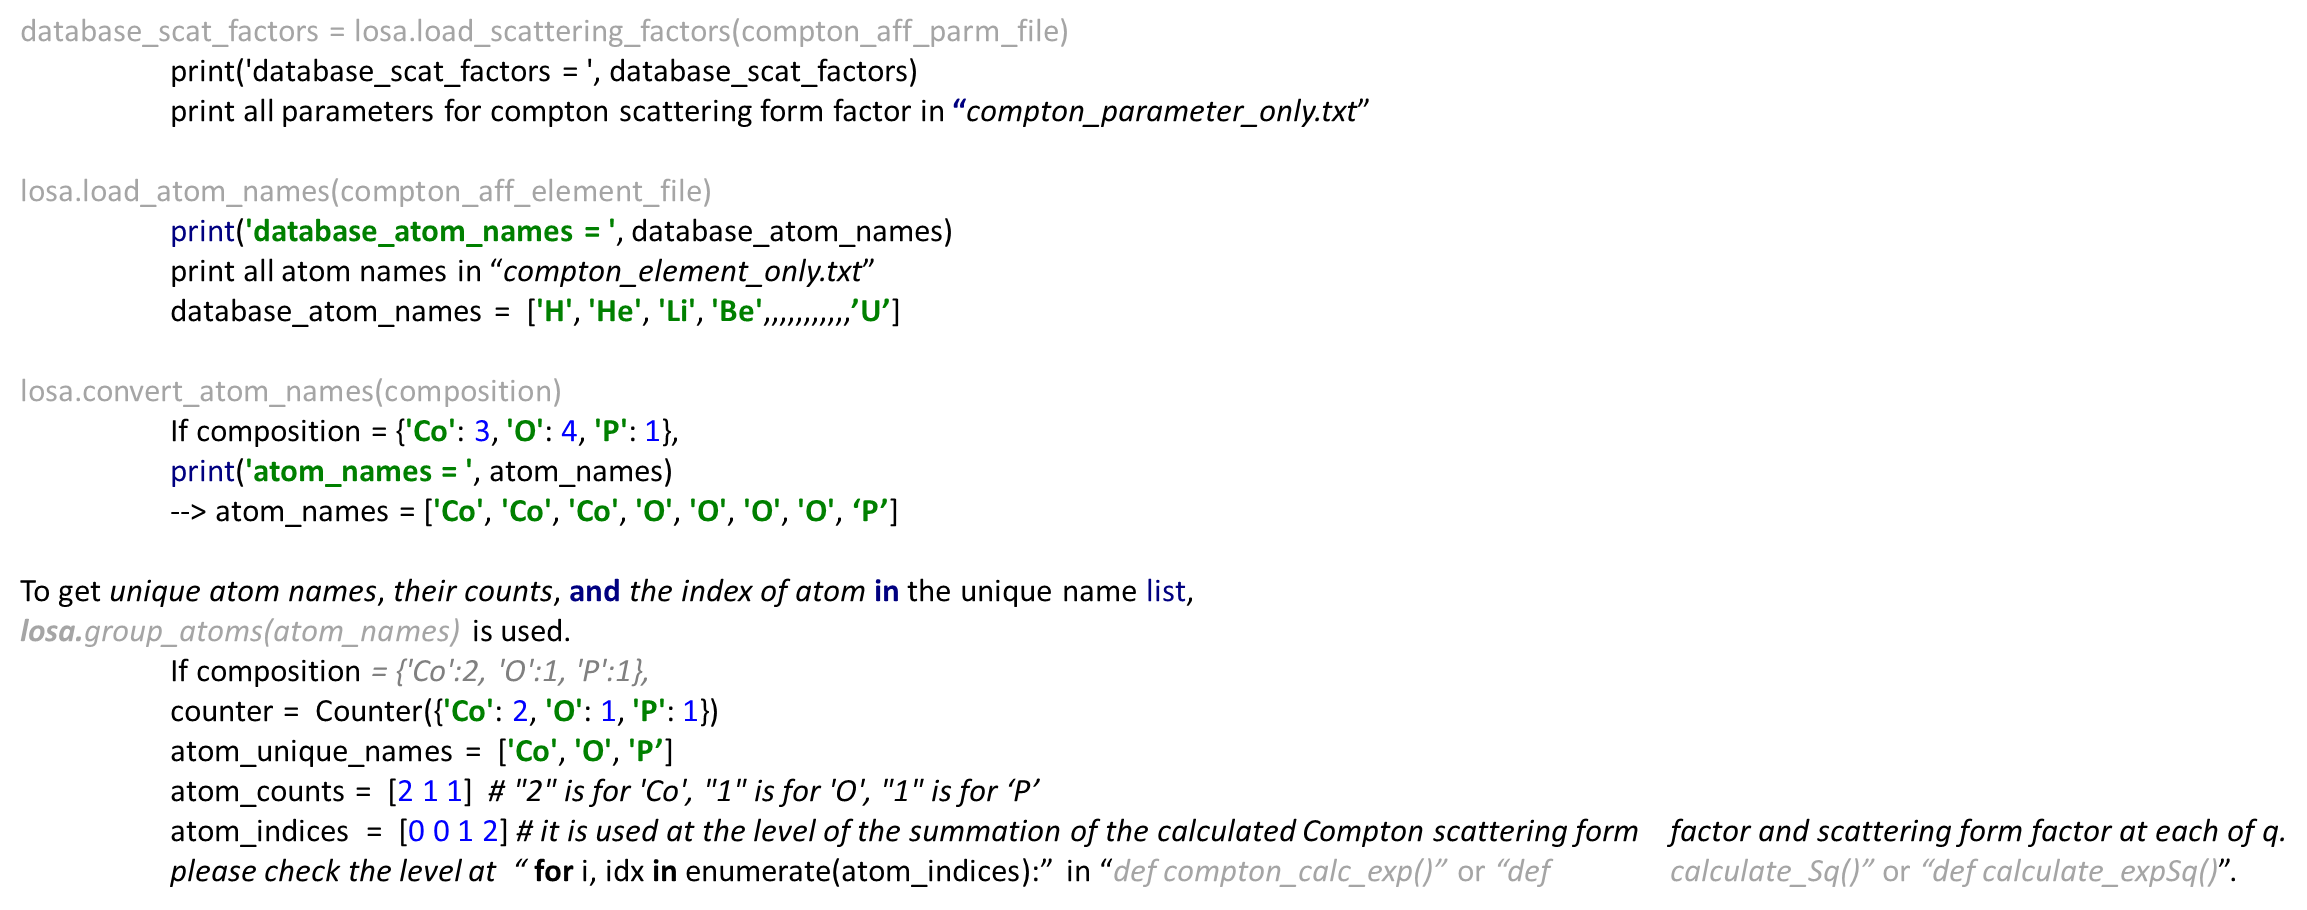 database_scat_factors = losa.load_scattering_factors(compton_aff_parm_file)
print('database_scat_factors = ', database_scat_factors)
print all parameters for compton scattering form factor in “compton_parameter_only.txt”
losa.load_atom_names(compton_aff_element_file)
print('database_atom_names = ', database_atom_names)
print all atom names in “compton_element_only.txt”
database_atom_names = ['H', 'He', 'Li', 'Be',,,,,,,,,,,’U’]
losa.convert_atom_names(composition)
If composition = {'Co': 3, 'O': 4, 'P': 1},
print('atom_names = ', atom_names)
--> atom_names = ['Co', 'Co', 'Co', 'O', 'O', 'O', 'O', ‘P’]
To get unique atom names, their counts, and the index of atom in the unique name list,
losa.group_atoms(atom_names) is used.
If composition = {'Co':2, 'O':1, 'P':1},
counter = Counter({'Co': 2, 'O': 1, 'P': 1})
atom_unique_names = ['Co', 'O', 'P’]
atom_counts = [2 1 1] # "2" is for 'Co', "1" is for 'O', "1" is for ‘P’
atom_indices = [0 0 1 2] # it is used at the level of the summation of the calculated Compton scattering form factor and scattering form factor at each of q.
please check the level at “ for i, idx in enumerate(atom_indices):” in “def compton_calc_exp()” or “def calculate_Sq()” or “def calculate_expSq()”.